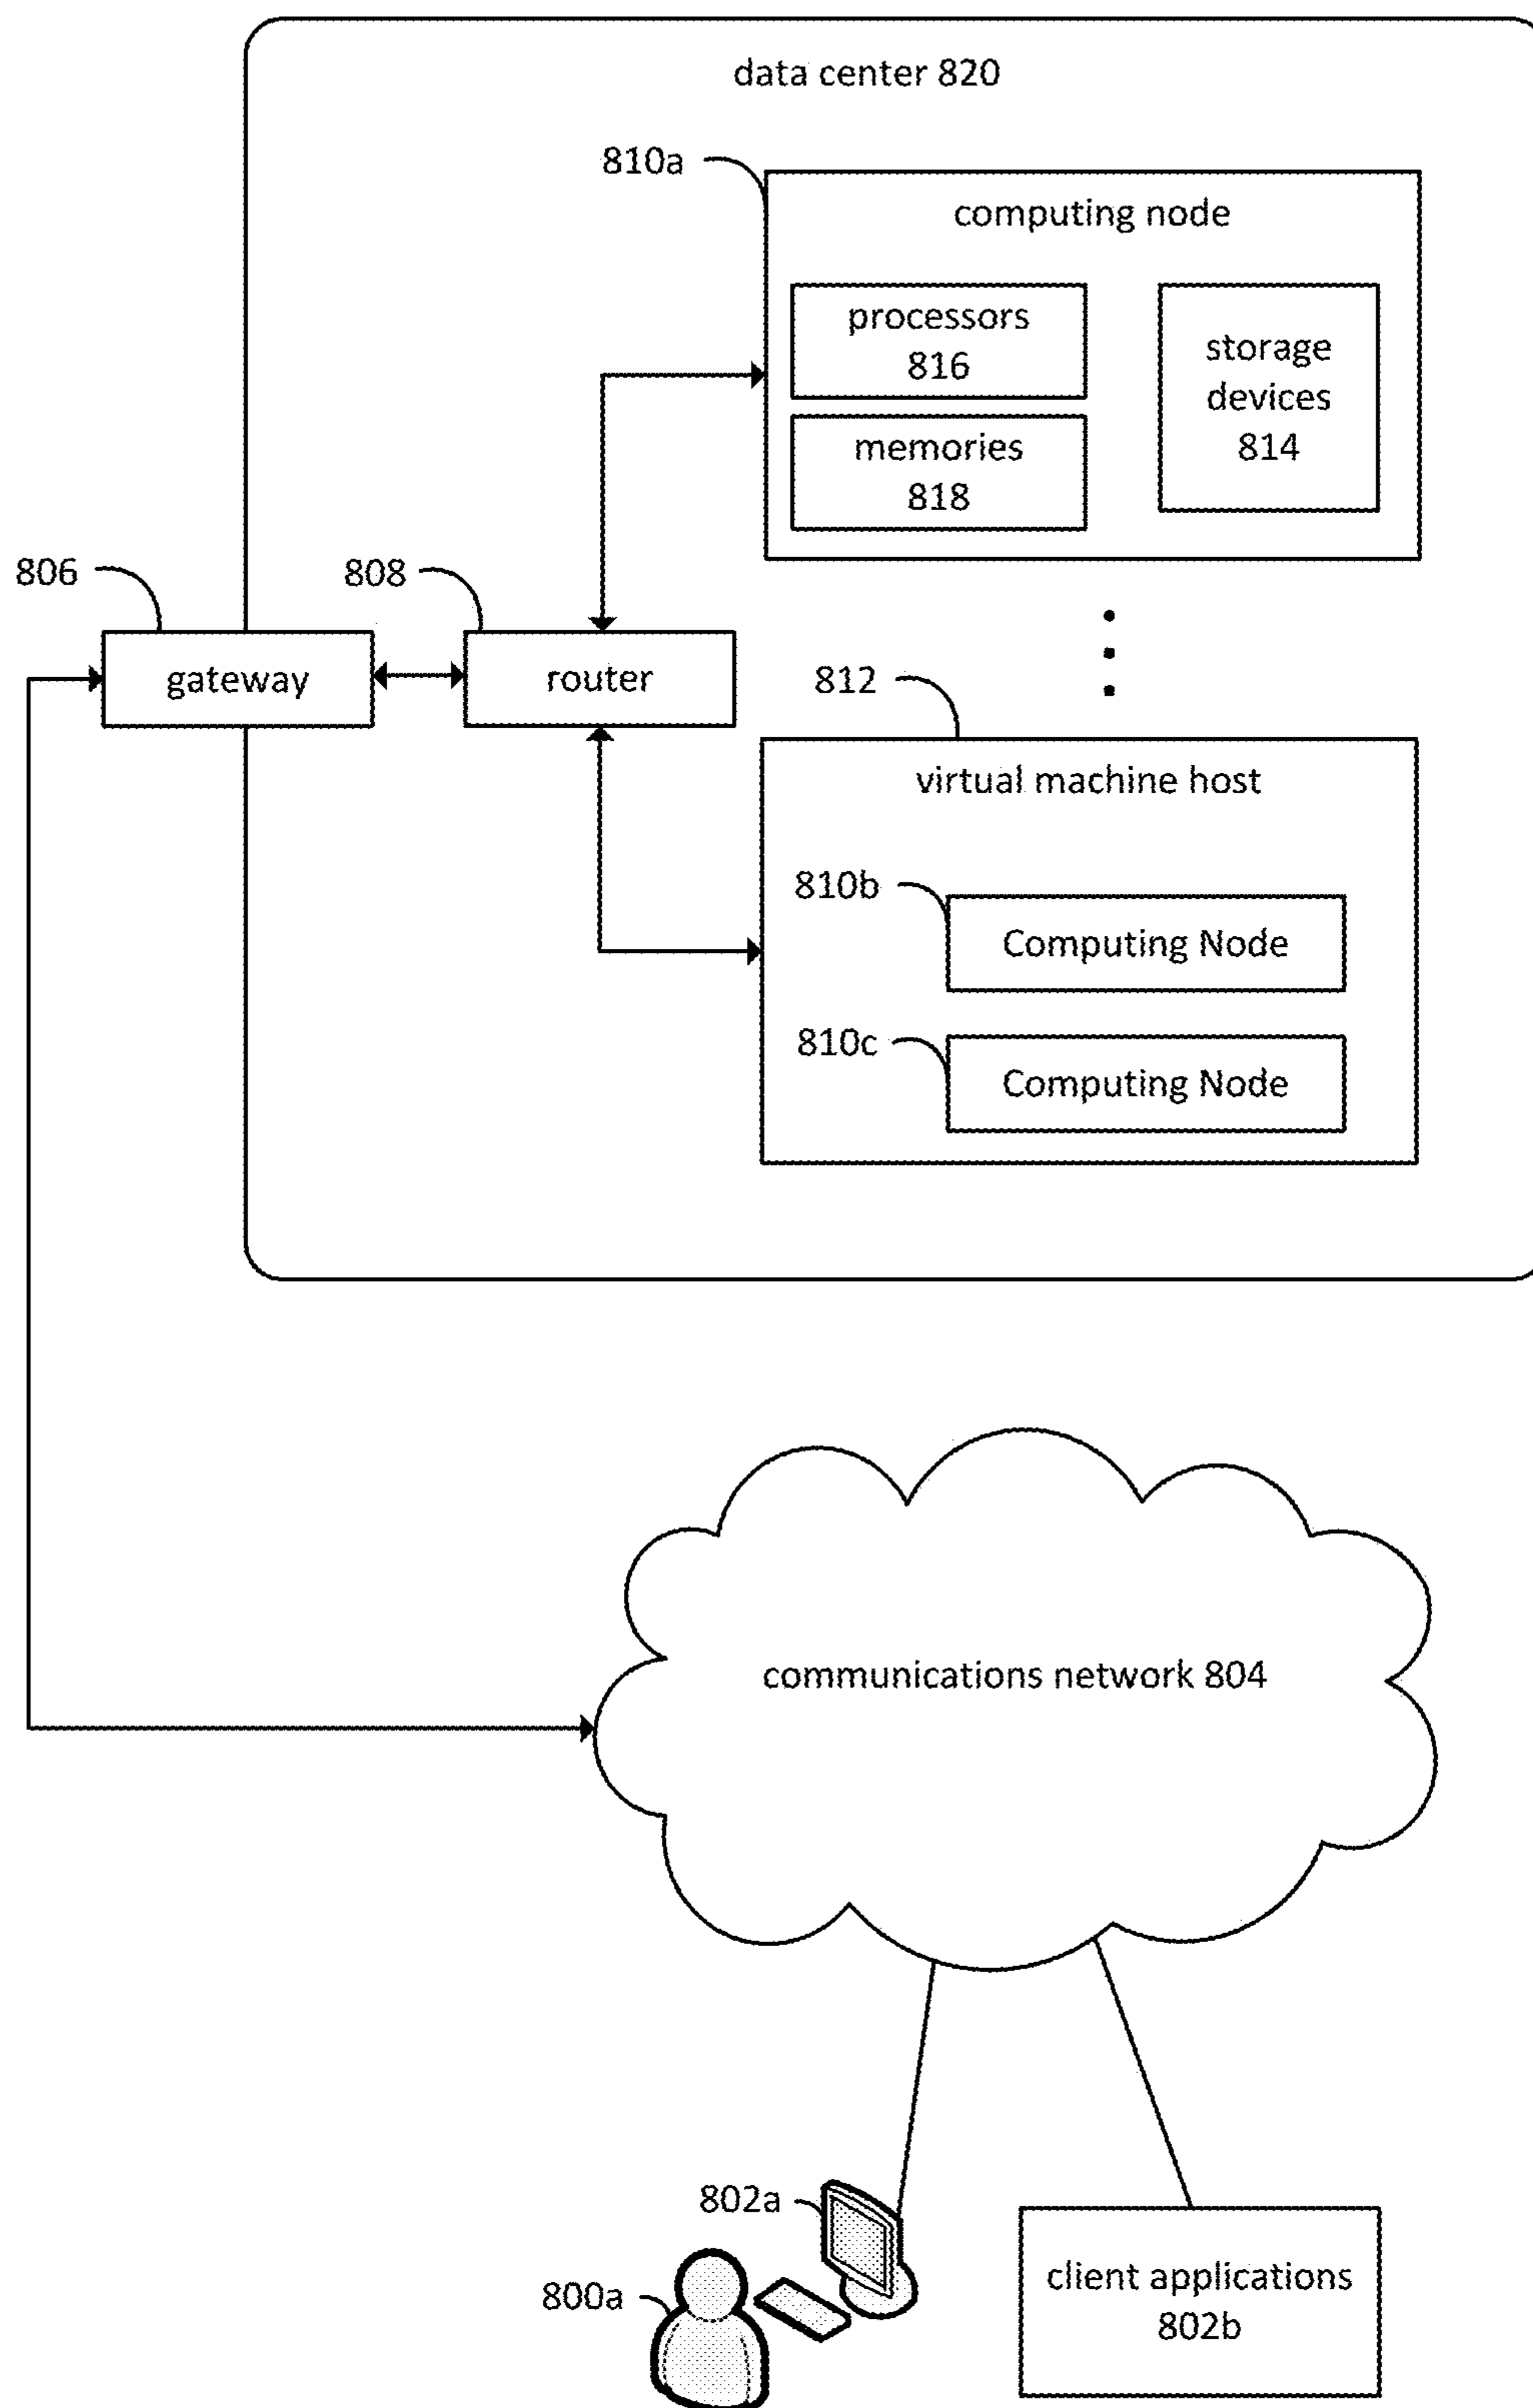 data center 820
810a
computing node
processors
816
storage
devices
814
memories
818
806
808
gateway
router
812
virtual machine host
810b
Computing Node
810c
Computing Node
communications network 804
802a
800a
client applications
802b